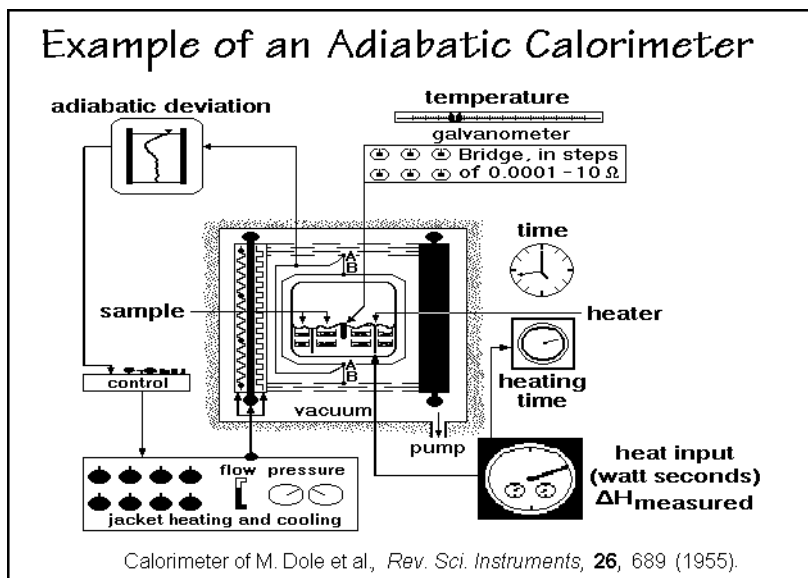 Example of an Adiabatic Calorimeter
adiabatic deviation
temperature
galvanometer
Bridge, in steps
of 0.0001 - 10 Ω
time
A
B
sample
heater
A
B
control
heating
time
vacuum
pump
flow pressure
jacket heating and cooling
heat input
(watt seconds)
ΔHmeasured
Calorimeter of M. Dole et al., Rev. Sci. Instruments, 26, 689 (1955).